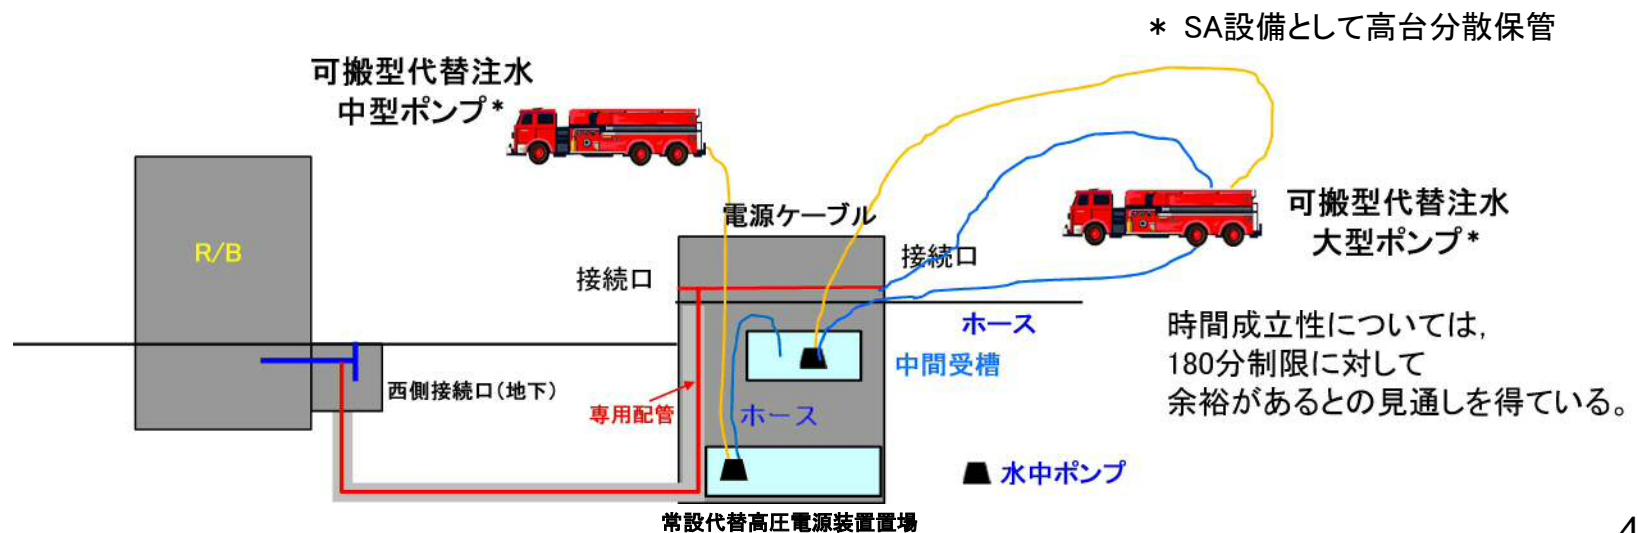 * SA設備として高台分散保管
可搬型代替注水
中型ポンプ*
電源ケーブル
可搬型代替注水
大型ポンプ*
R/B
接続口
接続口
ホース
時間成立性については,
180分制限に対して
余裕があるとの見通しを得ている。
中間受槽
西側接続口(地下)
専用配管
ホース
水中ポンプ
常設代替高圧電源装置置場
4